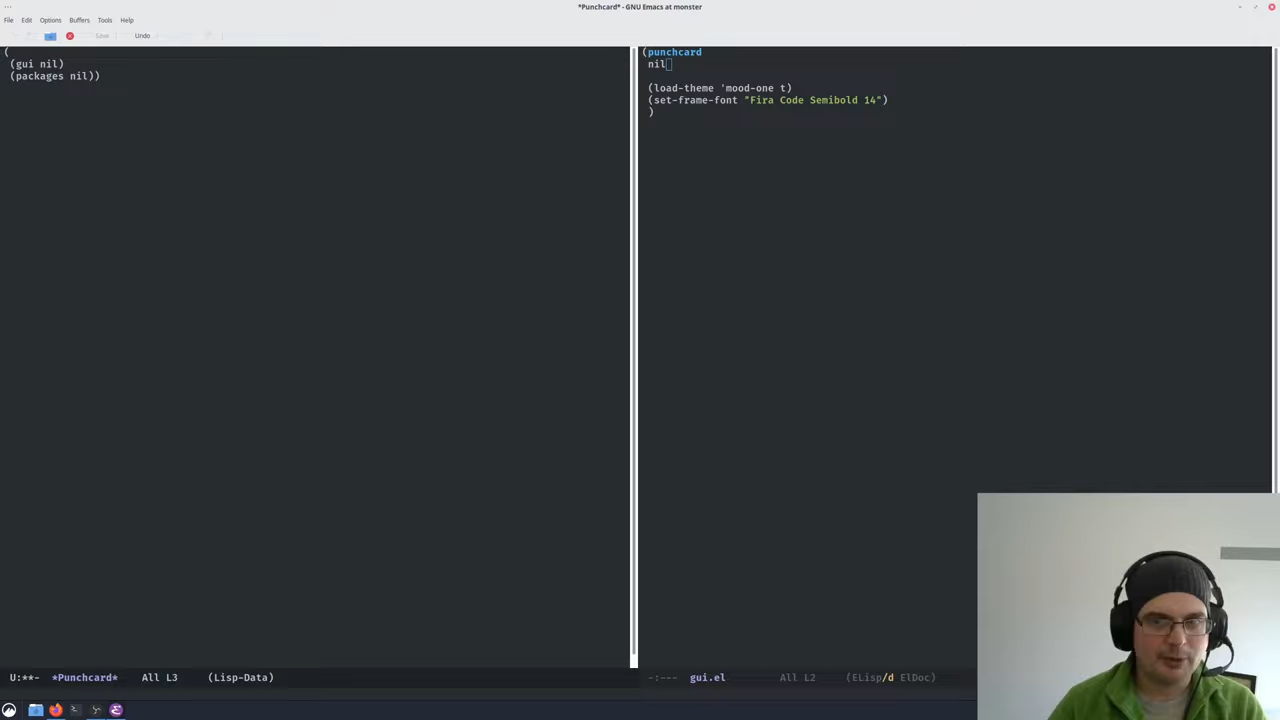 *Punchcard* - GNU Emacs at monster
File Edit Options Buffers Tools Help
Save Undo
(
(gui nil)
(packages nil))
(punchcard
nil
(load-theme 'mood-one t)
(set-frame-font "Fira Code Semibold 14")
)
U:**- *Punchcard* All L3 (Lisp-Data)
-:--- gui.el All L2 (ELisp/d ElDoc)